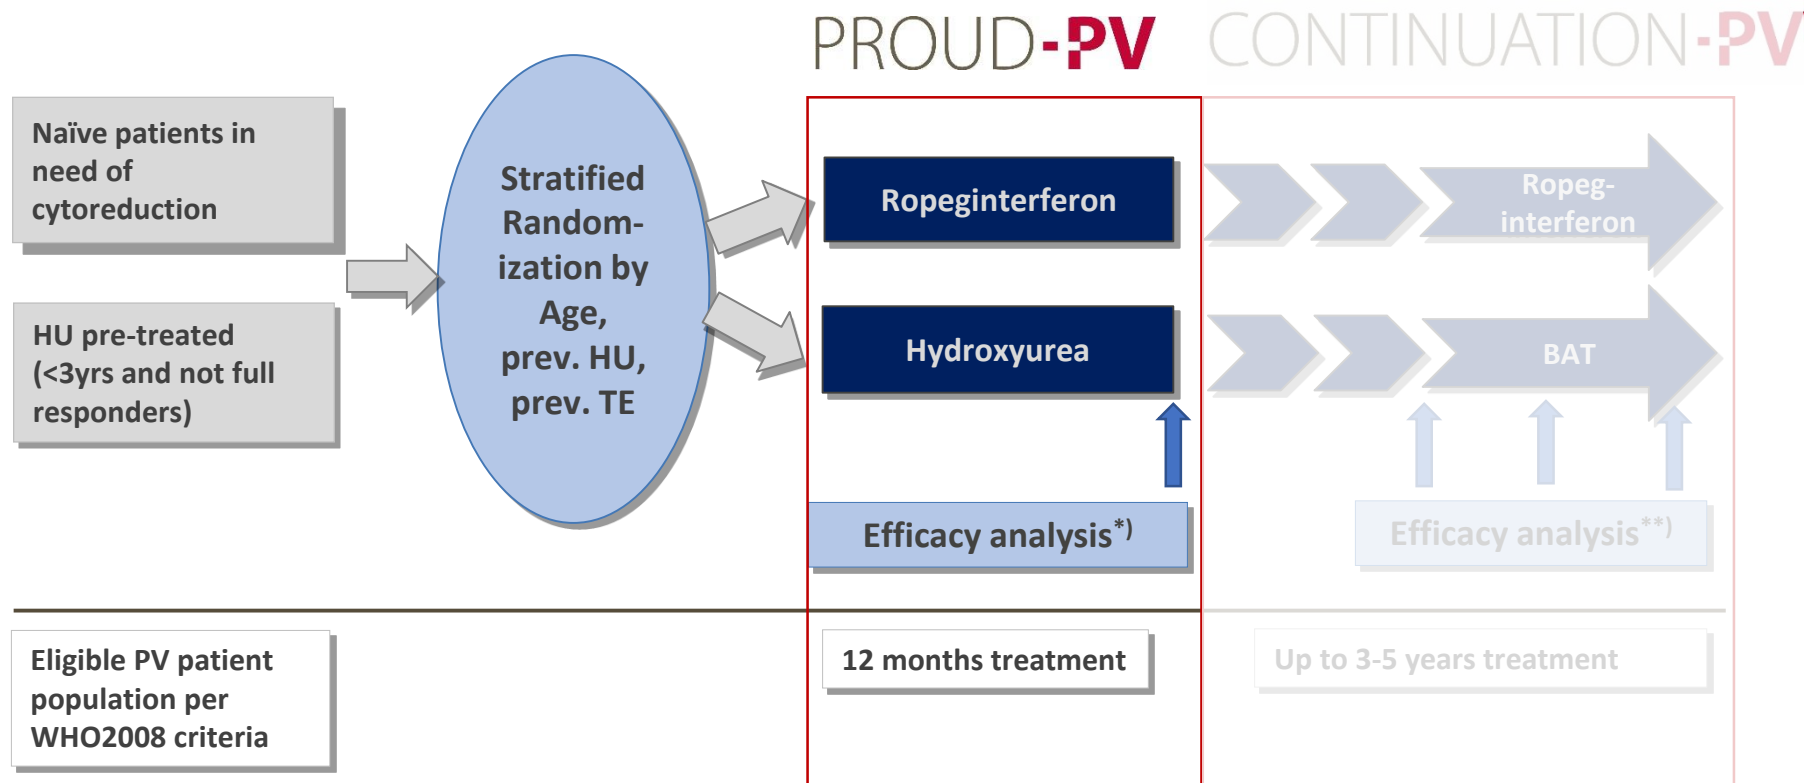 PROUD-PV
CONTINUATION-PV
Naïve patients in
need of
cytoreduction
HU pre-treated
(<3yrs and not full
responders)
Stratified
Random-
ization by
Age,
prev. HU,
prev. TE
Ropeginterferon
Hydroxyurea
Efficacy analysis*)
Ropeg-
interferon
BAT
Efficacy analysis**)
Eligible PV patient
population per
WHO2008 criteria
12 months treatment
Up to 3-5 years treatment